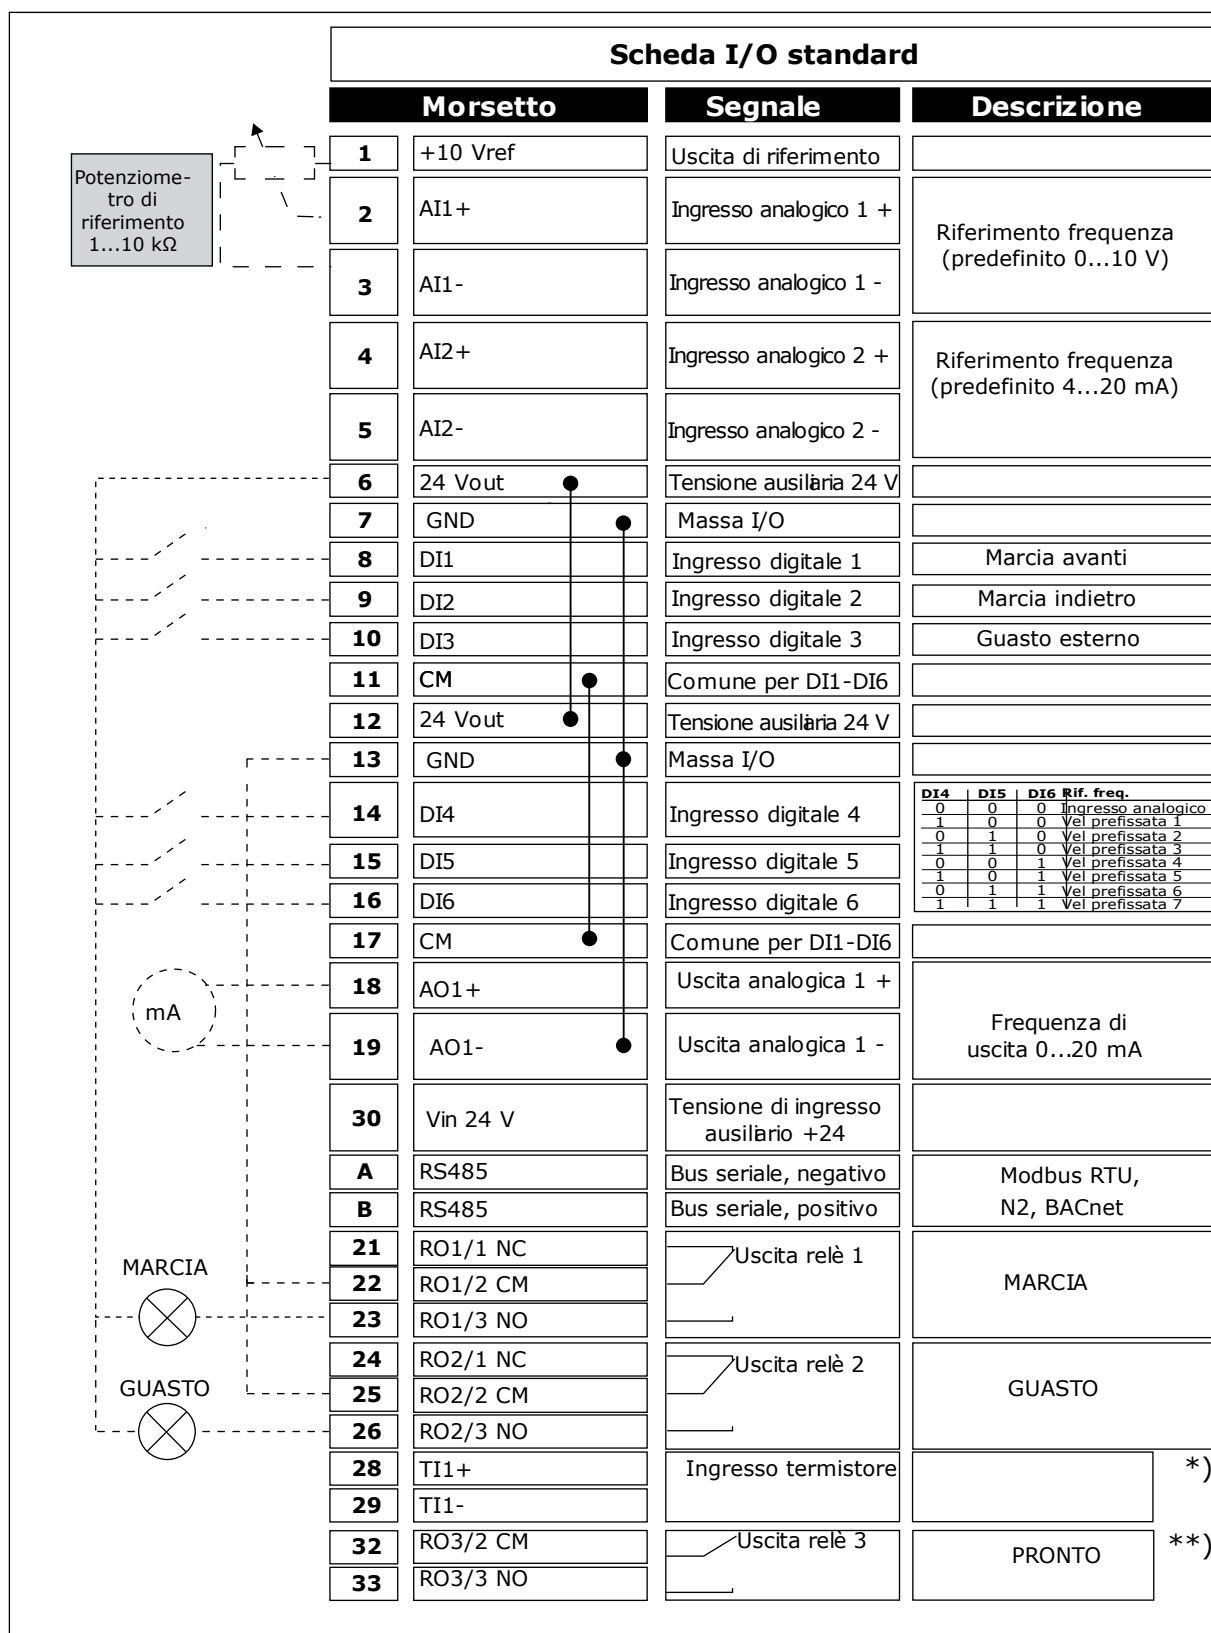 Scheda I/O standard
Morsetto Segnale Descrizione
Potenziome-
tro di
riferimento
1...10 kΩ
1 +10 Vref Uscita di riferimento
2 AI1+ Ingresso analogico 1 +
3 AI1- Ingresso analogico 1 -
Riferimento frequenza
(predefinito 0...10 V)
4 AI2+ Ingresso analogico 2 +
5 AI2- Ingresso analogico 2 -
Riferimento frequenza
(predefinito 4...20 mA)
6 24 Vout Tensione ausiliaria 24 V
7 GND Massa I/O
8 DI1 Ingresso digitale 1 Marcia avanti
9 DI2 Ingresso digitale 2 Marcia indietro
10 DI3 Ingresso digitale 3 Guasto esterno
11 CM Comune per DI1-DI6
12 24 Vout Tensione ausiliaria 24 V
13 GND Massa I/O
14 DI4 Ingresso digitale 4
15 DI5 Ingresso digitale 5
16 DI6 Ingresso digitale 6
DI4 DI5 DI6 Rif. freq.
0 0 0 Ingresso analogico
1 0 0 Vel prefissata 1
0 1 0 Vel prefissata 2
1 1 0 Vel prefissata 3
0 0 1 Vel prefissata 4
1 0 1 Vel prefissata 5
0 1 1 Vel prefissata 6
1 1 1 Vel prefissata 7
17 CM Comune per DI1-DI6
mA
18 AO1+ Uscita analogica 1 +
19 AO1- Uscita analogica 1 -
Frequenza di
uscita 0...20 mA
30 Vin 24 V Tensione di ingresso
ausiliario +24
A RS485 Bus seriale, negativo
B RS485 Bus seriale, positivo
Modbus RTU,
N2, BACnet
MARCIA
21 RO1/1 NC Uscita relè 1
22 RO1/2 CM MARCIA
23 RO1/3 NO
GUASTO
24 RO2/1 NC Uscita relè 2
25 RO2/2 CM GUASTO
26 RO2/3 NO
28 TI1+ Ingresso termistore *)
29 TI1-
32 RO3/2 CM Uscita relè 3 PRONTO **)
33 RO3/3 NO